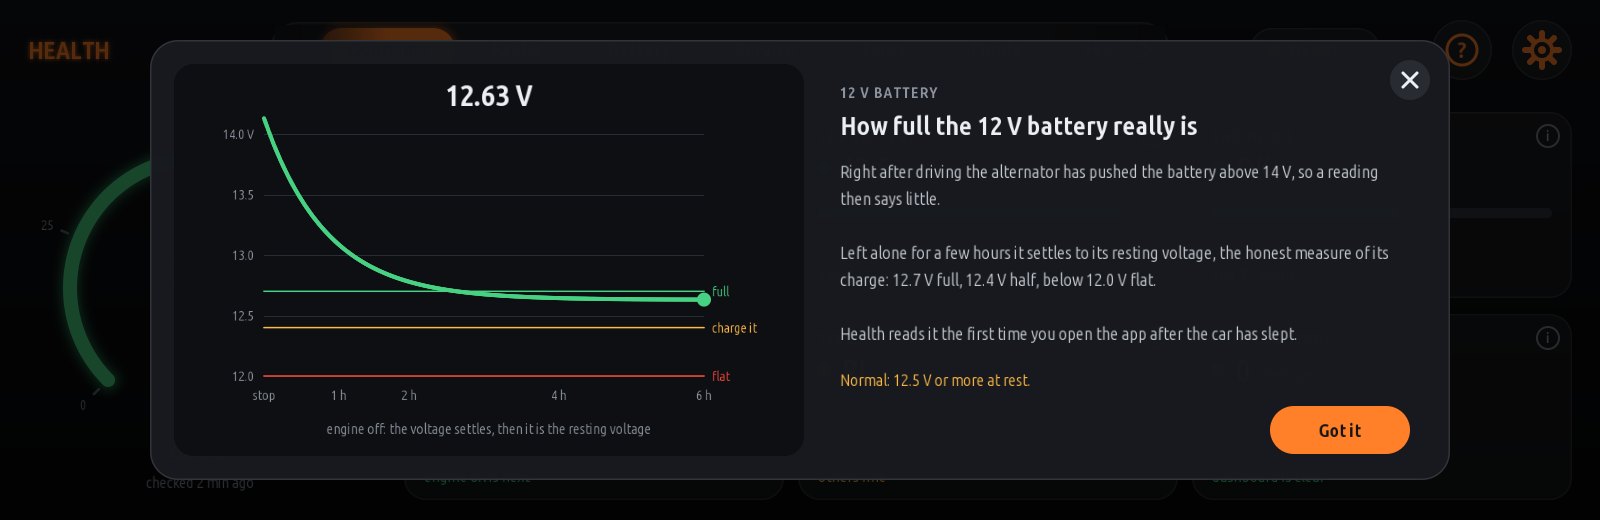 HEALTH
?
12.63 V
14.0 V
13.5
13.0
12.5
12.0
full
charge it
flat
stop
1 h
2 h
4 h
6 h
engine off: the voltage settles, then it is the resting voltage
12 V BATTERY
How full the 12 V battery really is
Right after driving the alternator has pushed the battery above 14 V, so a reading
then says little.
Left alone for a few hours it settles to its resting voltage, the honest measure of its
charge: 12.7 V full, 12.4 V half, below 12.0 V flat.
Health reads it the first time you open the app after the car has slept.
Normal: 12.5 V or more at rest.
Got it
i
i
25
0
checked 2 min ago